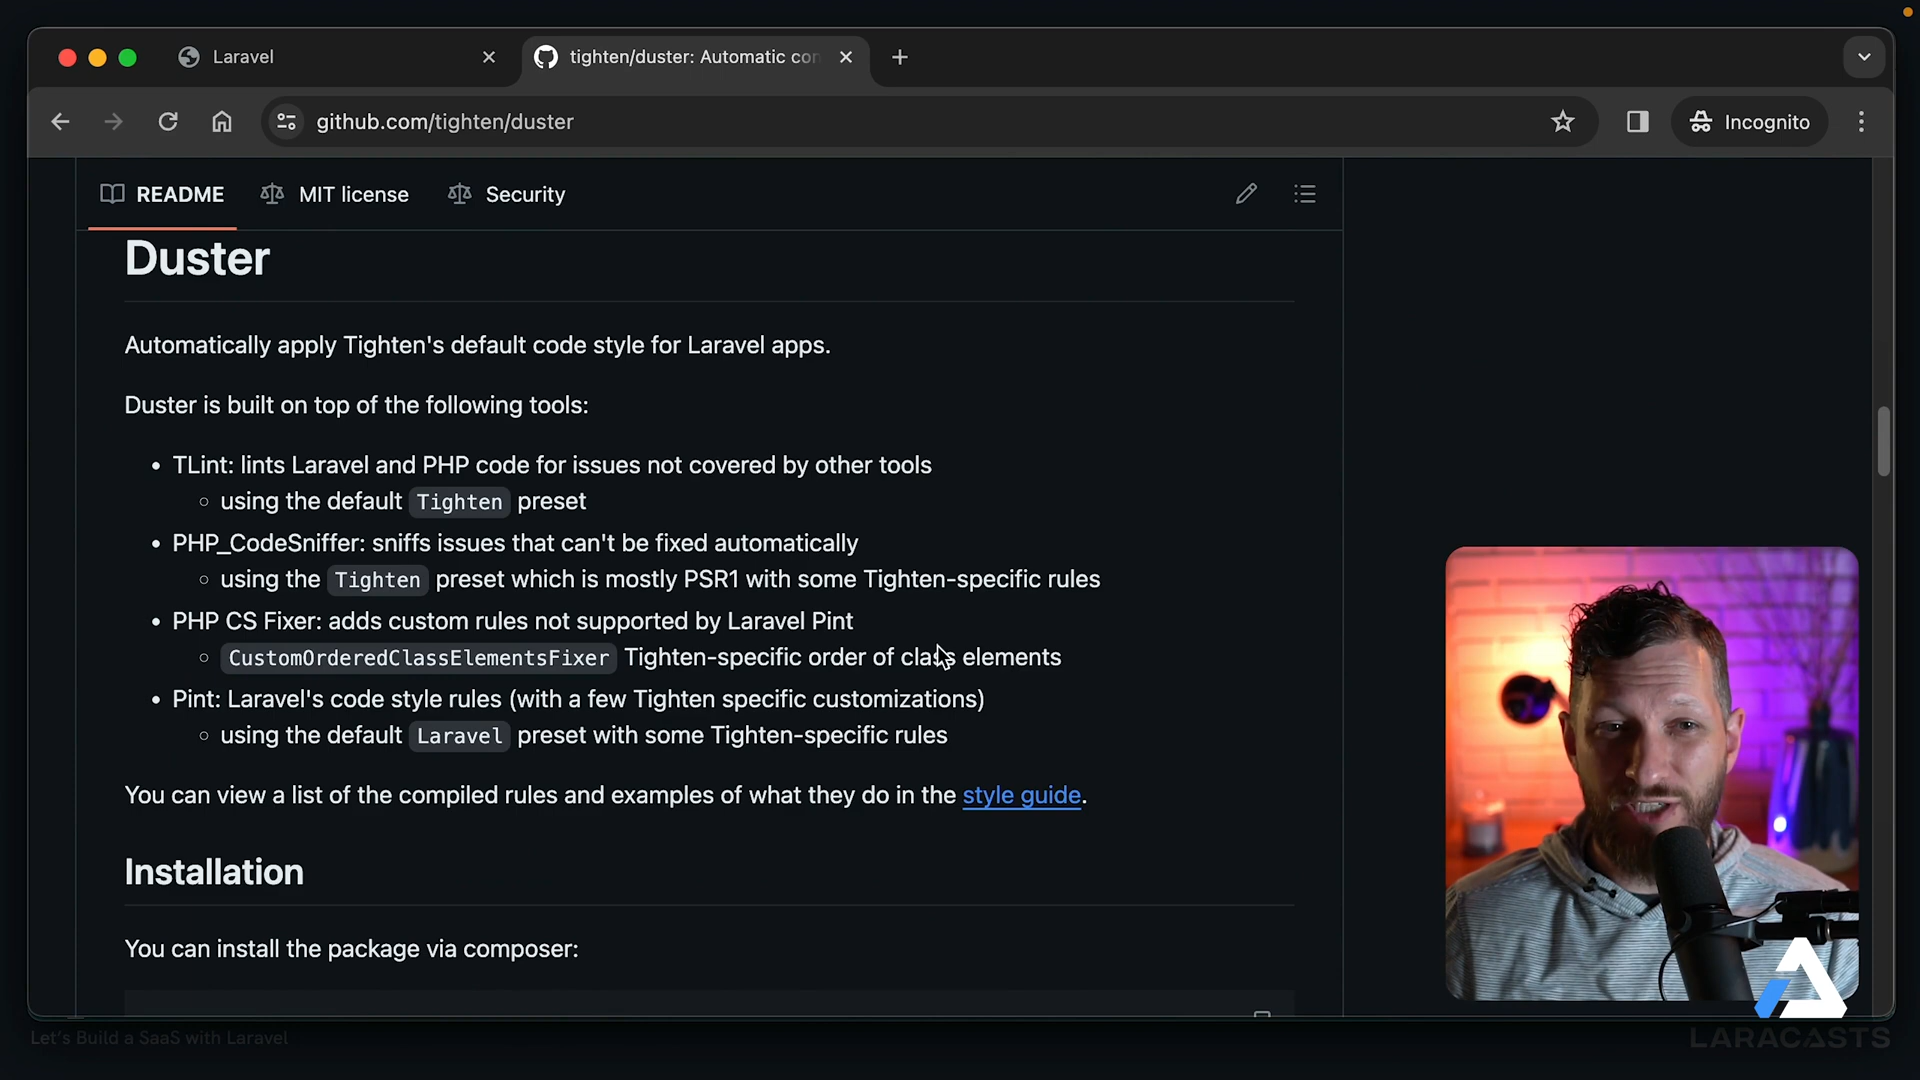 Laravel
tighten/duster: Automatic con
github.com/tighten/duster
Incognito
README
MIT license
Security
Duster
Automatically apply Tighten's default code style for Laravel apps.
Duster is built on top of the following tools:
• TLint: lints Laravel and PHP code for issues not covered by other tools
◦ using the default Tighten preset
• PHP_CodeSniffer: sniffs issues that can't be fixed automatically
◦ using the Tighten preset which is mostly PSR1 with some Tighten-specific rules
• PHP CS Fixer: adds custom rules not supported by Laravel Pint
◦ CustomOrderedClassElementsFixer Tighten-specific order of class elements
• Pint: Laravel's code style rules (with a few Tighten specific customizations)
◦ using the default Laravel preset with some Tighten-specific rules
You can view a list of the compiled rules and examples of what they do in the style guide.
Installation
You can install the package via composer:
Let's Build a SaaS with Laravel
LARACASTS